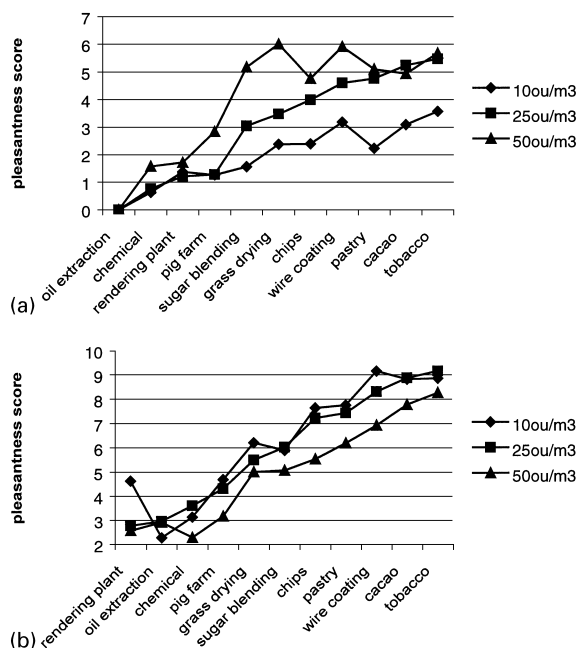 7
6
5
4
3
2
1
0
pleasantness score
oil extraction
chemical
rendering plant
pig farm
sugar blending
grass drying
chips
wire coating
pastry
cacao
tobacco
10ou/m3
25ou/m3
50ou/m3
(a)
10
9
8
7
6
5
4
3
2
pleasantness score
rendering plant
oil extraction
chemical
pig farm
grass drying
sugar blending
chips
pastry
wire coating
cacao
tobacco
10ou/m3
25ou/m3
50ou/m3
(b)